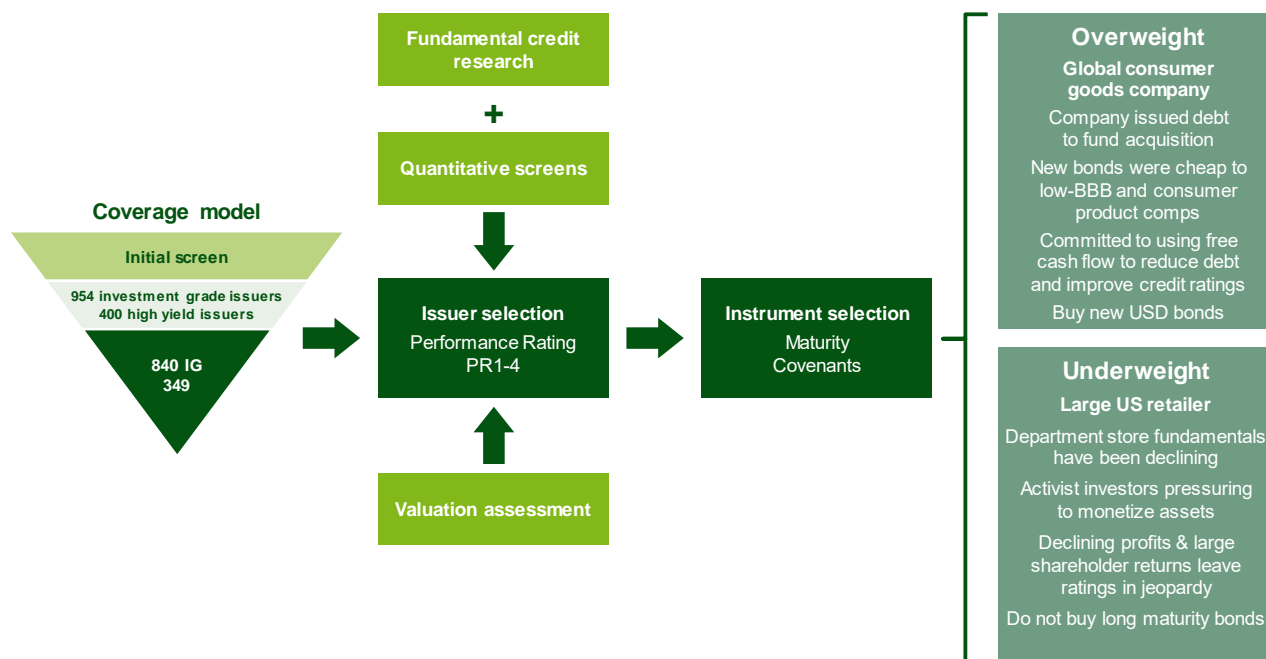 Fundamental credit
research
+
Quantitative screens
Coverage model
Initial screen
954 investment grade issuers
400 high yield issuers
840 IG
349
Issuer selection
Performance Rating
PR1-4
Valuation assessment
Instrument selection
Maturity
Covenants
Overweight
Global consumer
goods company
Company issued debt
to fund acquisition
New bonds were cheap to
low-BBB and consumer
product comps
Committed to using free
cash flow to reduce debt
and improve credit ratings
Buy new USD bonds
Underweight
Large US retailer
Department store fundamentals
have been declining
Activist investors pressuring
to monetize assets
Declining profits & large
shareholder returns leave
ratings in jeopardy
Do not buy long maturity bonds